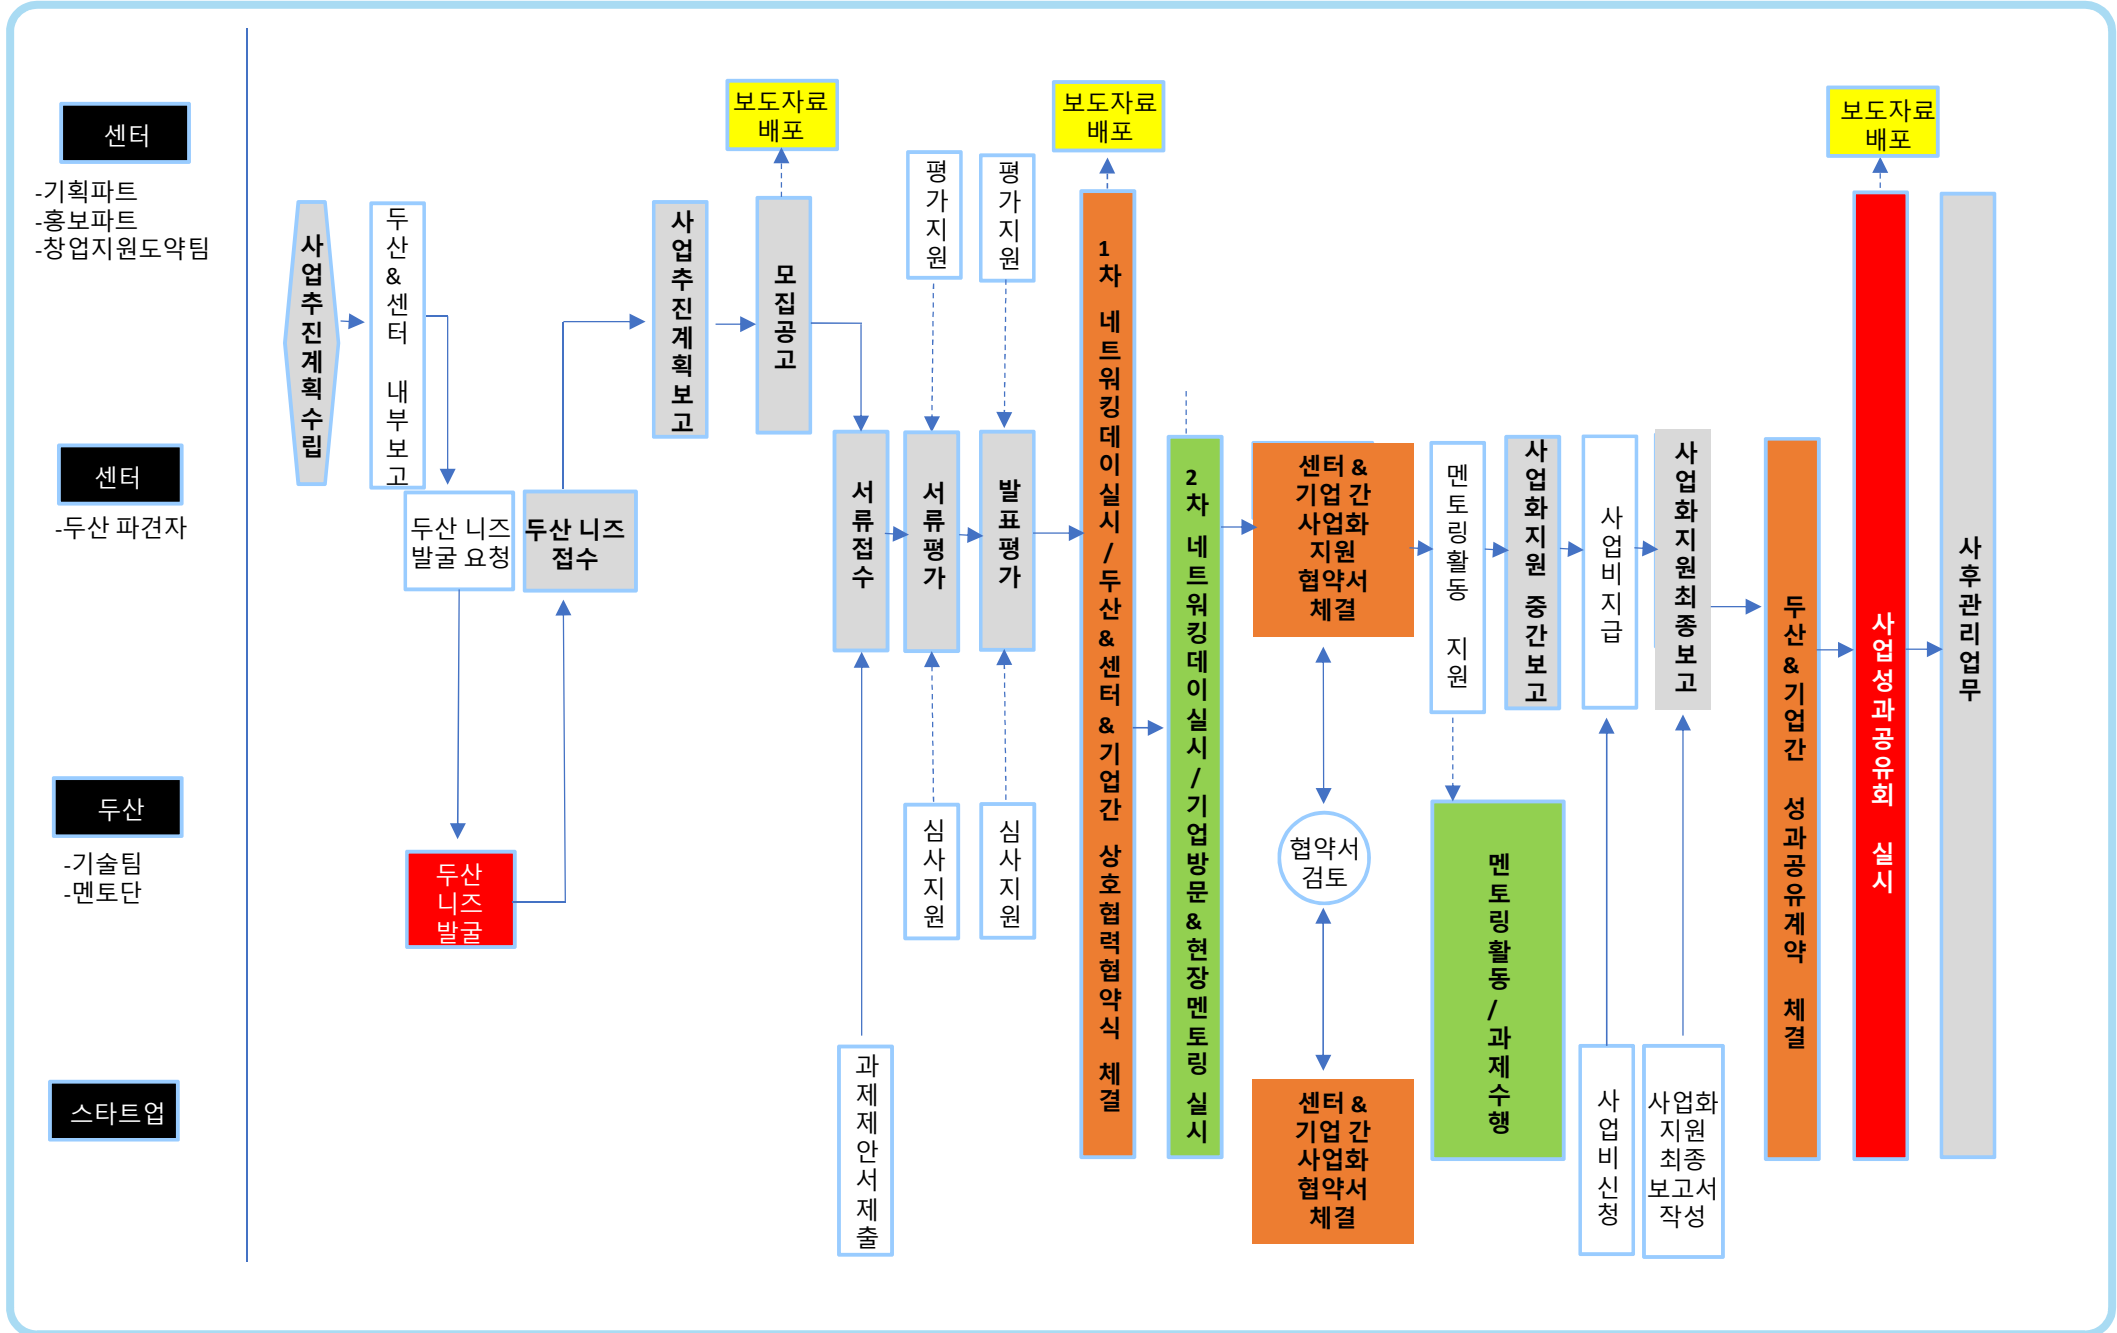 센터
-기획파트
-홍보파트
-창업지원도약팀
센터
-두산 파견자
두산
-기술팀
-멘토단
스타트업
사업추진계획수립
두산&센터 내부보고
두산 니즈
발굴 요청
두산
니즈
발굴
두산 니즈
접수
사업추진계획보고
보도자료
배포
모집공고
서류접수
과제제안서제출
평가지원
서류평가
심사지원
평가지원
발표평가
심사지원
보도자료
배포
1차 네트워킹데이실시/두산&센터&기업간 상호협력협약식 체결
2차 네트워킹데이실시/기업방문&현장멘토링 실시
센터 &
기업 간
사업화
지원
협약서
체결
협약서
검토
센터 &
기업 간
사업화
협약서
체결
멘토링활동 지원
멘토링활동/과제수행
사업화지원 중간보고
사업비지급
사업비신청
사업화지원최종보고
사업화
지원
최종
보고서
작성
두산&기업간 성과공유계약 체결
보도자료
배포
사업성과공유회 실시
사후관리업무